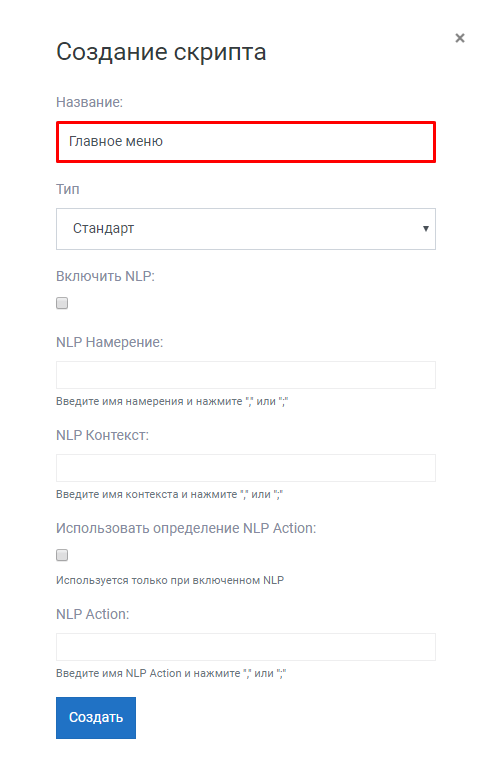 ×
Создание скрипта
Название:
Главное меню
Тип
Стандарт
Включить NLP:
NLP Намерение:
Введите имя намерения и нажмите "," или ";"
NLP Контекст:
Введите имя контекста и нажмите "," или ";"
Использовать определение NLP Action:
Используется только при включенном NLP
NLP Action:
Введите имя NLP Action и нажмите "," или ";"
Создать